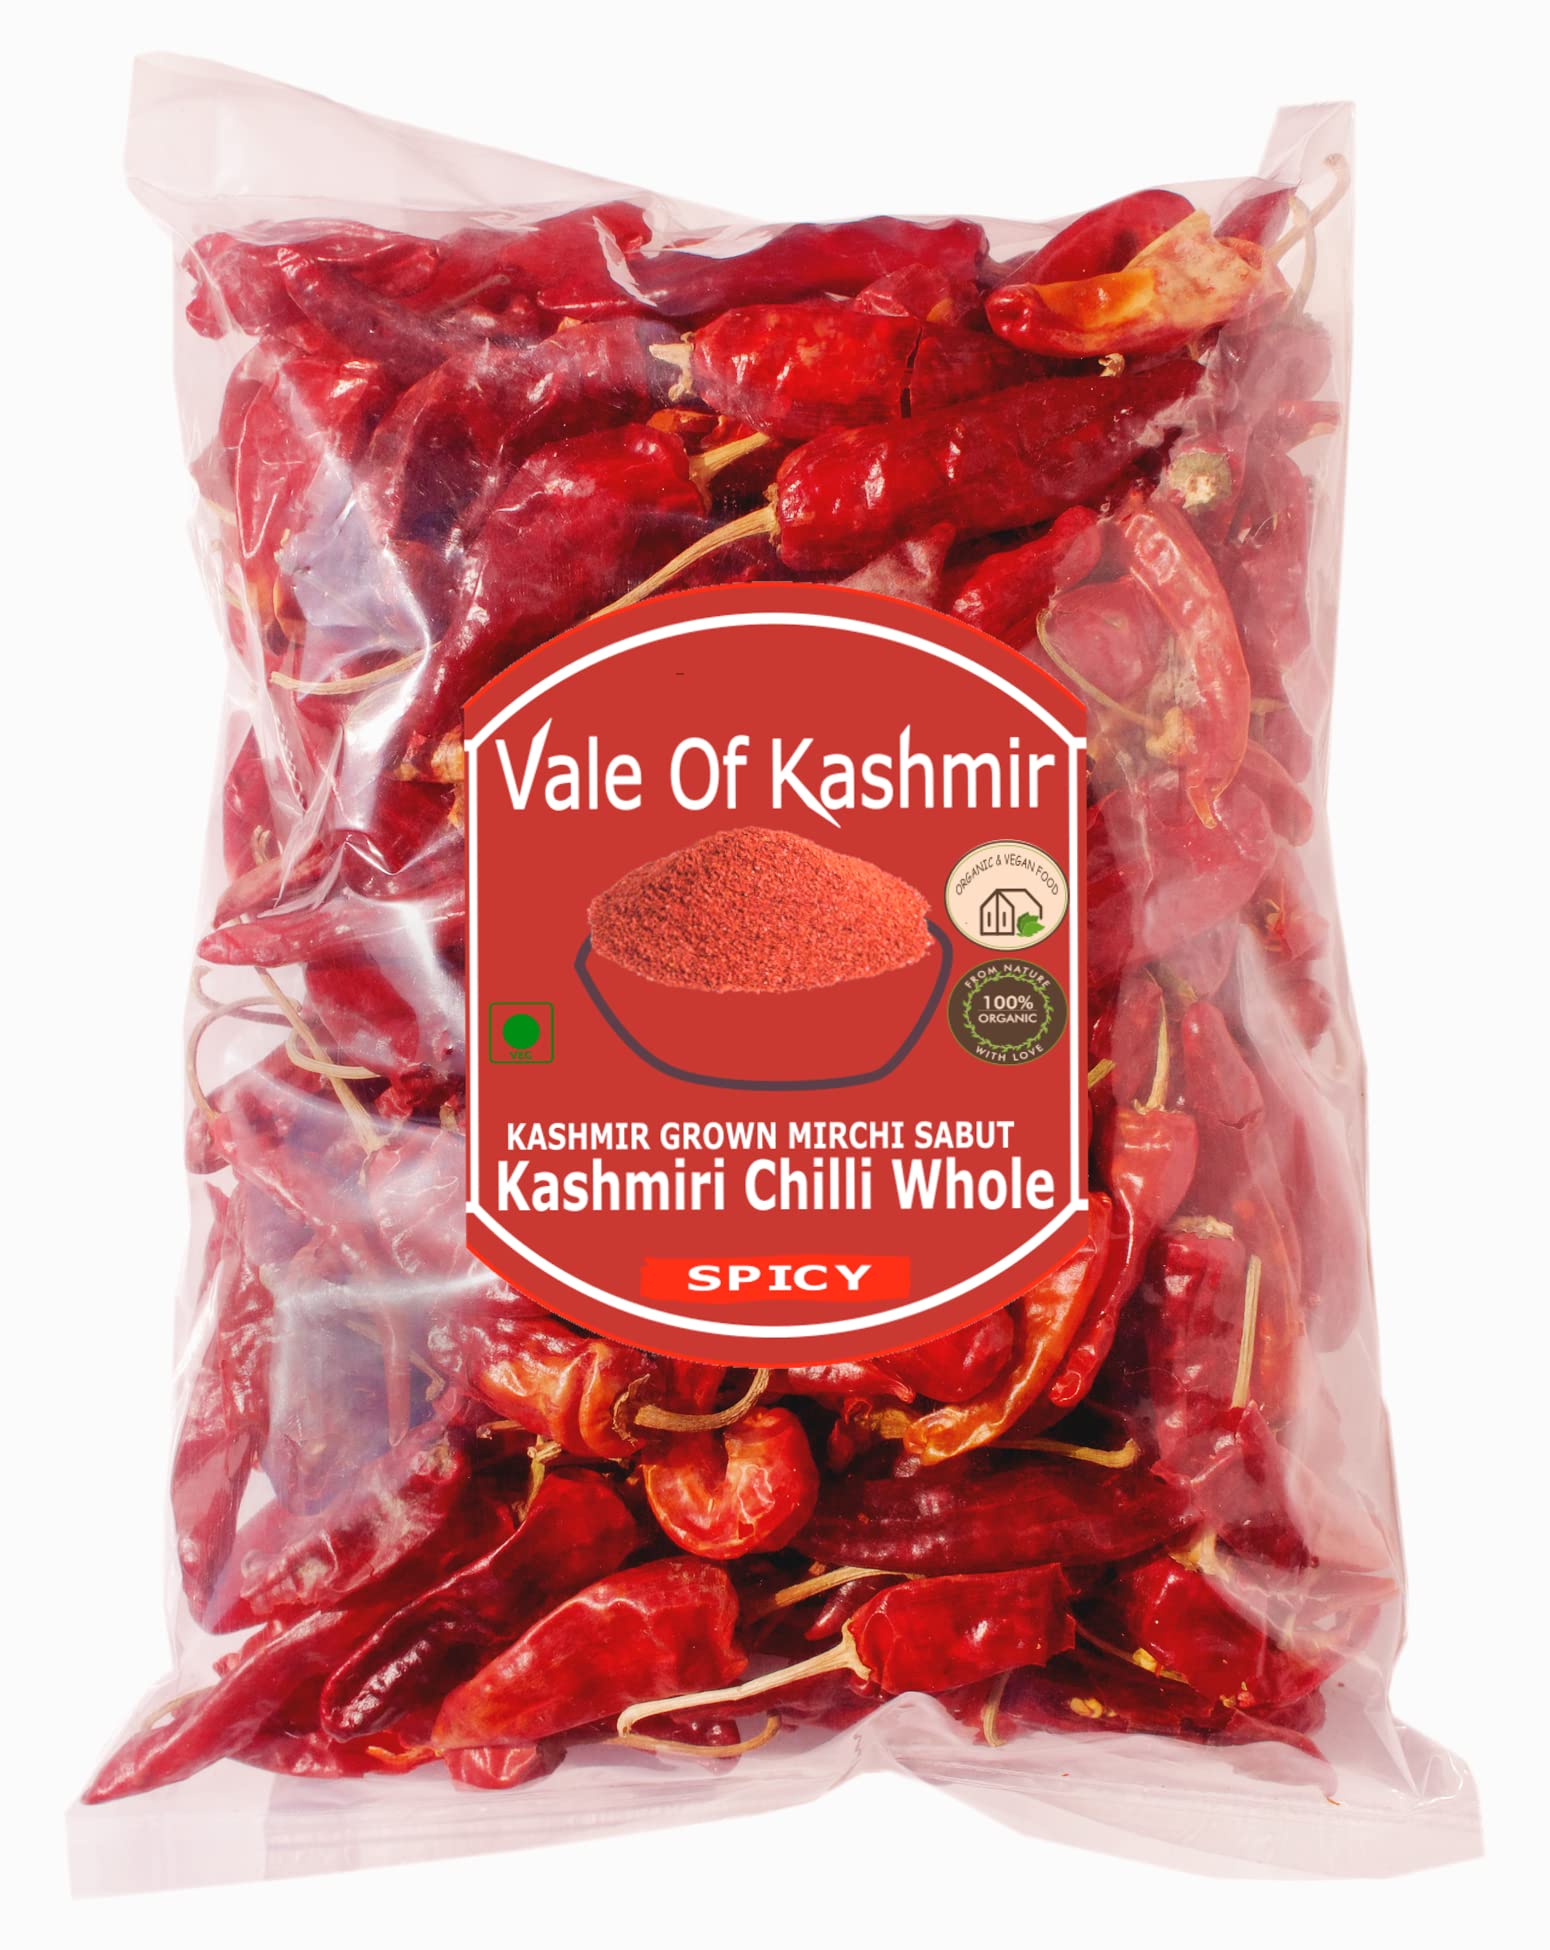 Vale Of Kashmir
ORGANIC & VEGAN FOOD
FROM NATURE
100%
ORGANIC
WITH LOVE
VEG
KASHMIR GROWN MIRCHI SABUT
Kashmiri Chilli Whole
SPICY